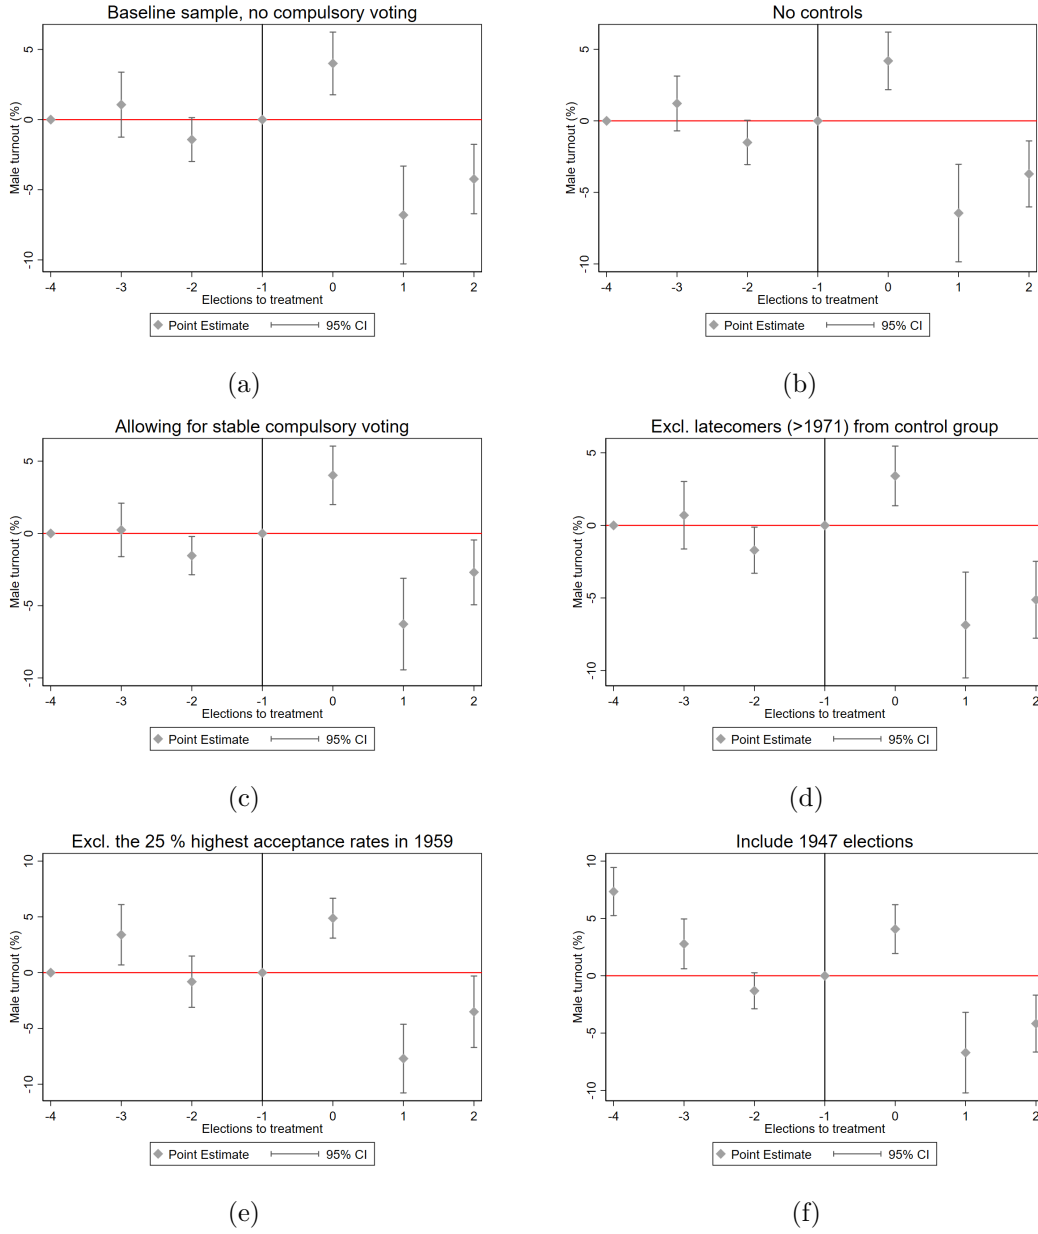 Baseline sample, no compulsory voting
Male turnout (%)
5
0
-5
-10
-4 -3 -2 -1 0 1 2
Elections to treatment
Point Estimate 95% CI
(a)
No controls
Male turnout (%)
5
0
-5
-10
-4 -3 -2 -1 0 1 2
Elections to treatment
Point Estimate 95% CI
(b)
Allowing for stable compulsory voting
Male turnout (%)
5
0
-5
-10
-4 -3 -2 -1 0 1 2
Elections to treatment
Point Estimate 95% CI
(c)
Excl. latecomers (>1971) from control group
Male turnout (%)
5
0
-5
-10
-4 -3 -2 -1 0 1 2
Elections to treatment
Point Estimate 95% CI
(d)
Excl. the 25 % highest acceptance rates in 1959
Male turnout (%)
10
5
0
-5
-10
-4 -3 -2 -1 0 1 2
Elections to treatment
Point Estimate 95% CI
(e)
Include 1947 elections
Male turnout (%)
10
5
0
-5
-10
-4 -3 -2 -1 0 1 2
Elections to treatment
Point Estimate 95% CI
(f)